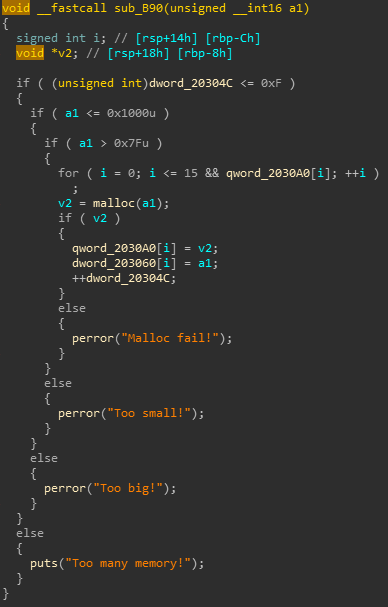 void __fastcall sub_B90(unsigned __int16 a1)
{
  signed int i; // [rsp+14h] [rbp-Ch]
  void *v2; // [rsp+18h] [rbp-8h]

  if ( (unsigned int)dword_20304C <= 0xF )
  {
    if ( a1 <= 0x1000u )
    {
      if ( a1 > 0x7Fu )
      {
        for ( i = 0; i <= 15 && qword_2030A0[i]; ++i )
          ;
        v2 = malloc(a1);
        if ( v2 )
        {
          qword_2030A0[i] = v2;
          dword_203060[i] = a1;
          ++dword_20304C;
        }
        else
        {
          perror("Malloc fail!");
        }
      }
      else
      {
        perror("Too small!");
      }
    }
    else
    {
      perror("Too big!");
    }
  }
  else
  {
    puts("Too many memory!");
  }
}